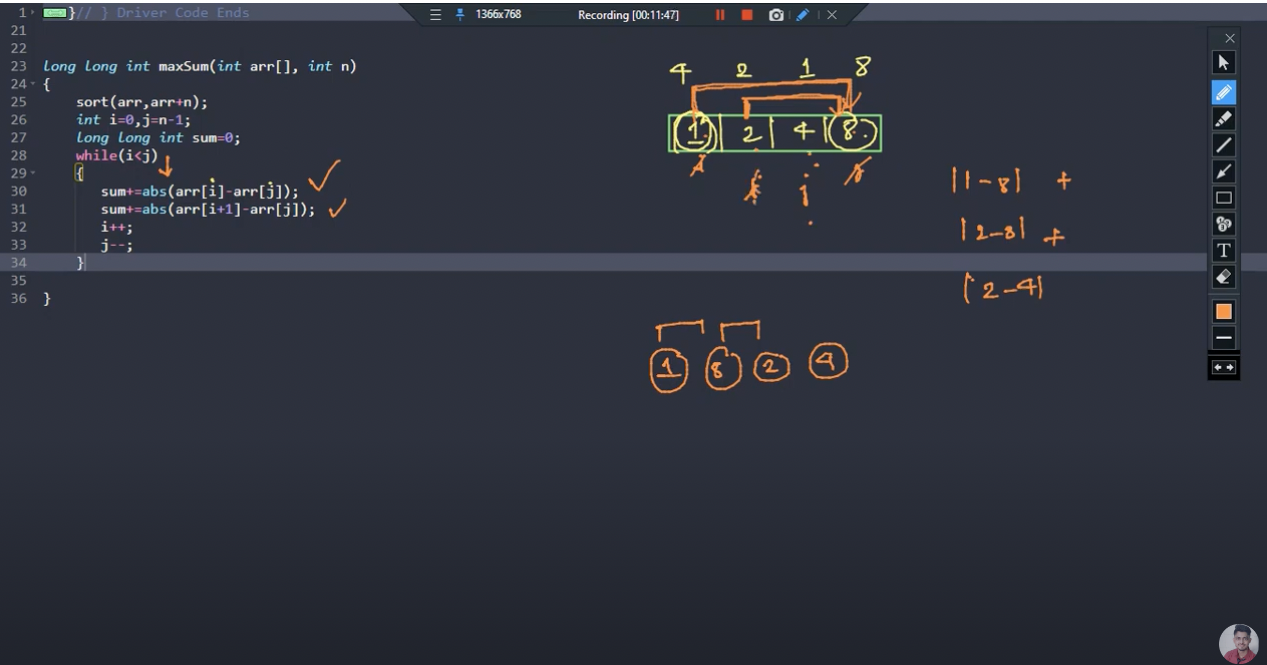 1 }// } Driver Code Ends
1366x768
Recording [00:11:47]
21
22
23 long long int maxSum(int arr[], int n)
24 {
25 sort(arr,arr+n);
26 int i=0,j=n-1;
27 long long int sum=0;
28 while(i<j)
29 {
30 sum+=abs(arr[i]-arr[j]);
31 sum+=abs(arr[i+1]-arr[j]);
32 i++;
33 j--;
34 }
35
36 }
4 2 1 8
1 2 4 8
j
|1-8| +
|2-8| +
|2-4|
1 8 2 4
T